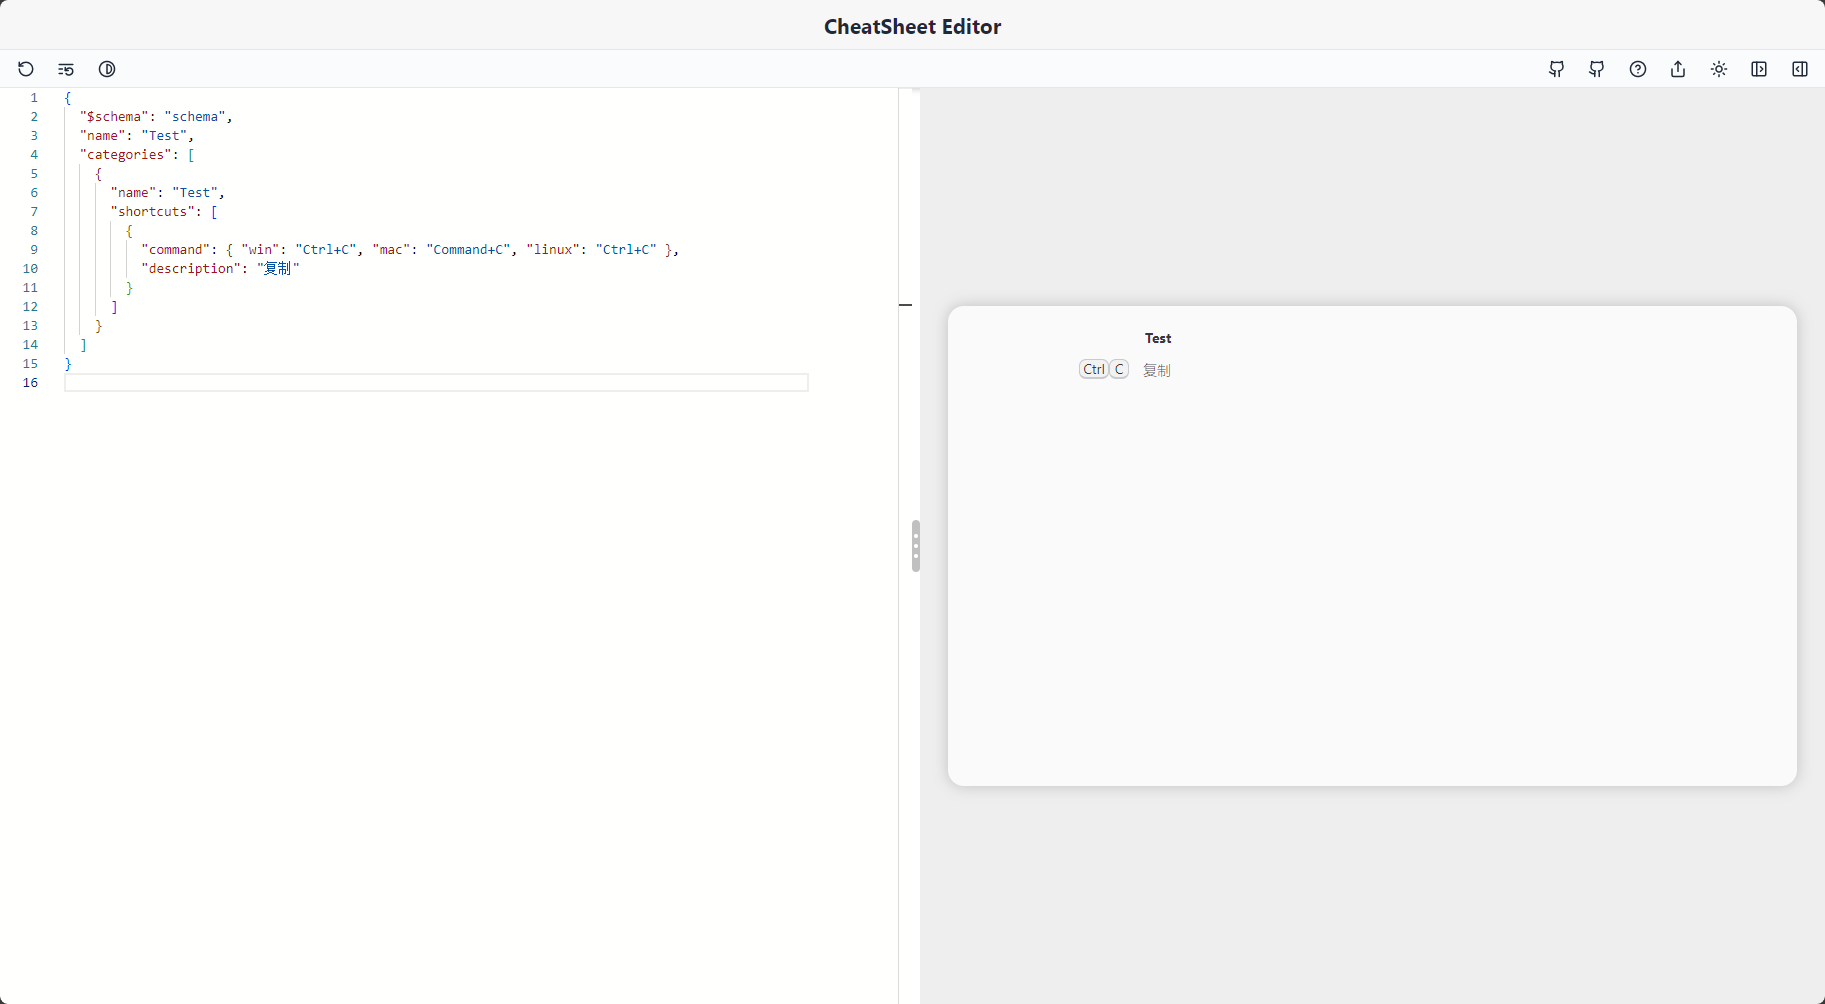 CheatSheet Editor
1 {
2 "$schema": "schema",
3 "name": "Test",
4 "categories": [
5 {
6 "name": "Test",
7 "shortcuts": [
8 {
9 "command": { "win": "Ctrl+C", "mac": "Command+C", "linux": "Ctrl+C" },
10 "description": "复制"
11 }
12 ]
13 }
14 ]
15 }
16
Test
Ctrl C 复制